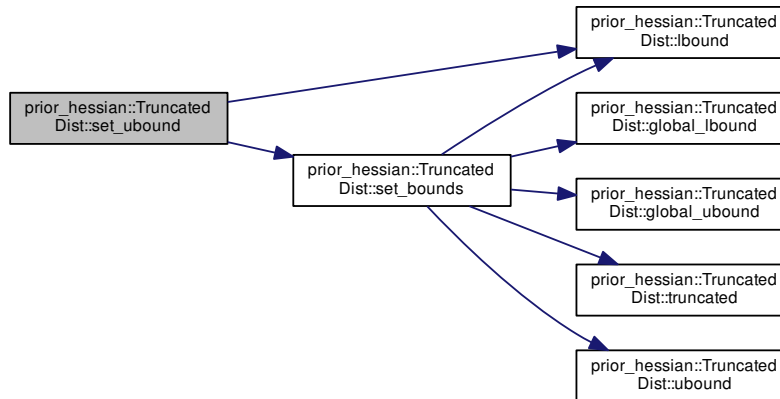 prior_hessian::Truncated
Dist::lbound
prior_hessian::Truncated
Dist::set_ubound
prior_hessian::Truncated
Dist::global_lbound
prior_hessian::Truncated
Dist::set_bounds
prior_hessian::Truncated
Dist::global_ubound
prior_hessian::Truncated
Dist::truncated
prior_hessian::Truncated
Dist::ubound